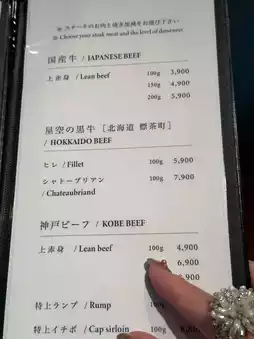 ※ ステーキのお肉と焼き加減をお選び下さい
※ Choose your steak meat and the level of doneness
国産牛 / JAPANESE BEEF
上赤身 / Lean beef 100g 3,900
150g 4,900
200g 5,900
星空の黒牛 [北海道 標茶町]
/ HOKKAIDO BEEF
ヒレ / Fillet 100g 5,900
シャトーブリアン 100g 7,900
/ Chateaubriand
神戸ビーフ / KOBE BEEF
上赤身 / Lean beef 100g 4,900
6,900
,900
特上ランプ / Rump 100g
特上イチボ / Cap sirloin 100g